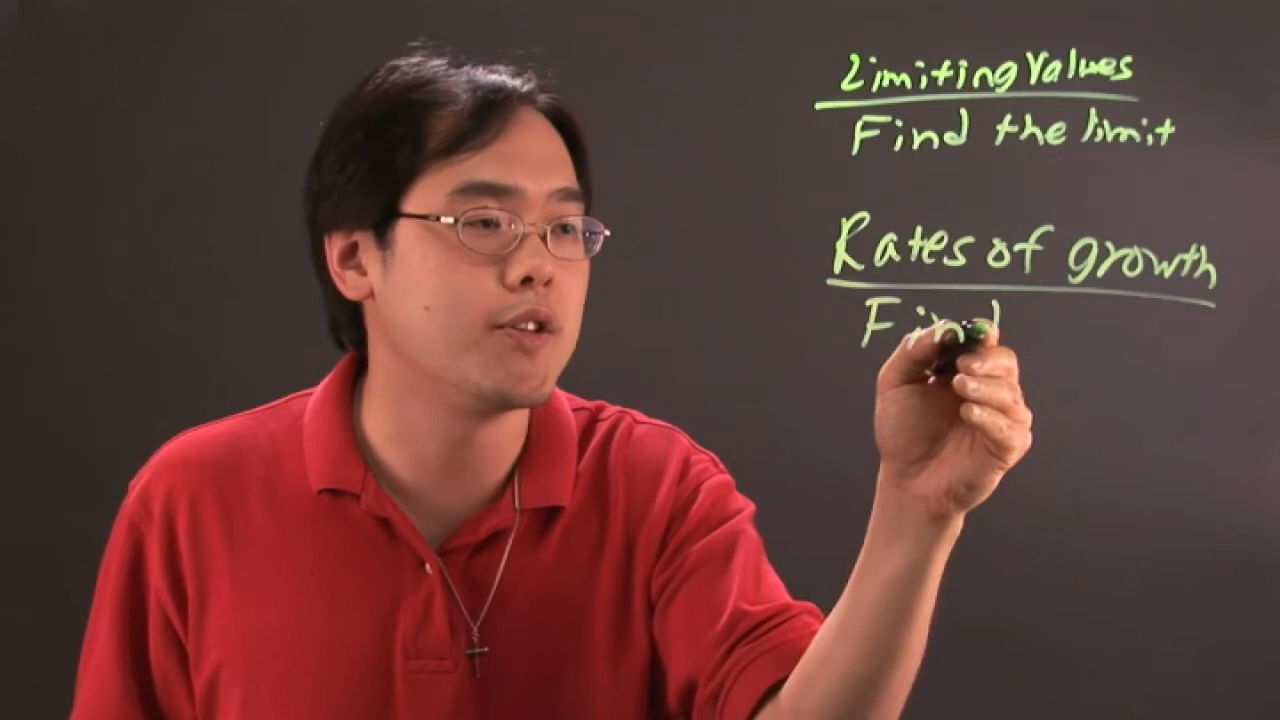 Limiting Values
Find the limit
Rates of growth
Find